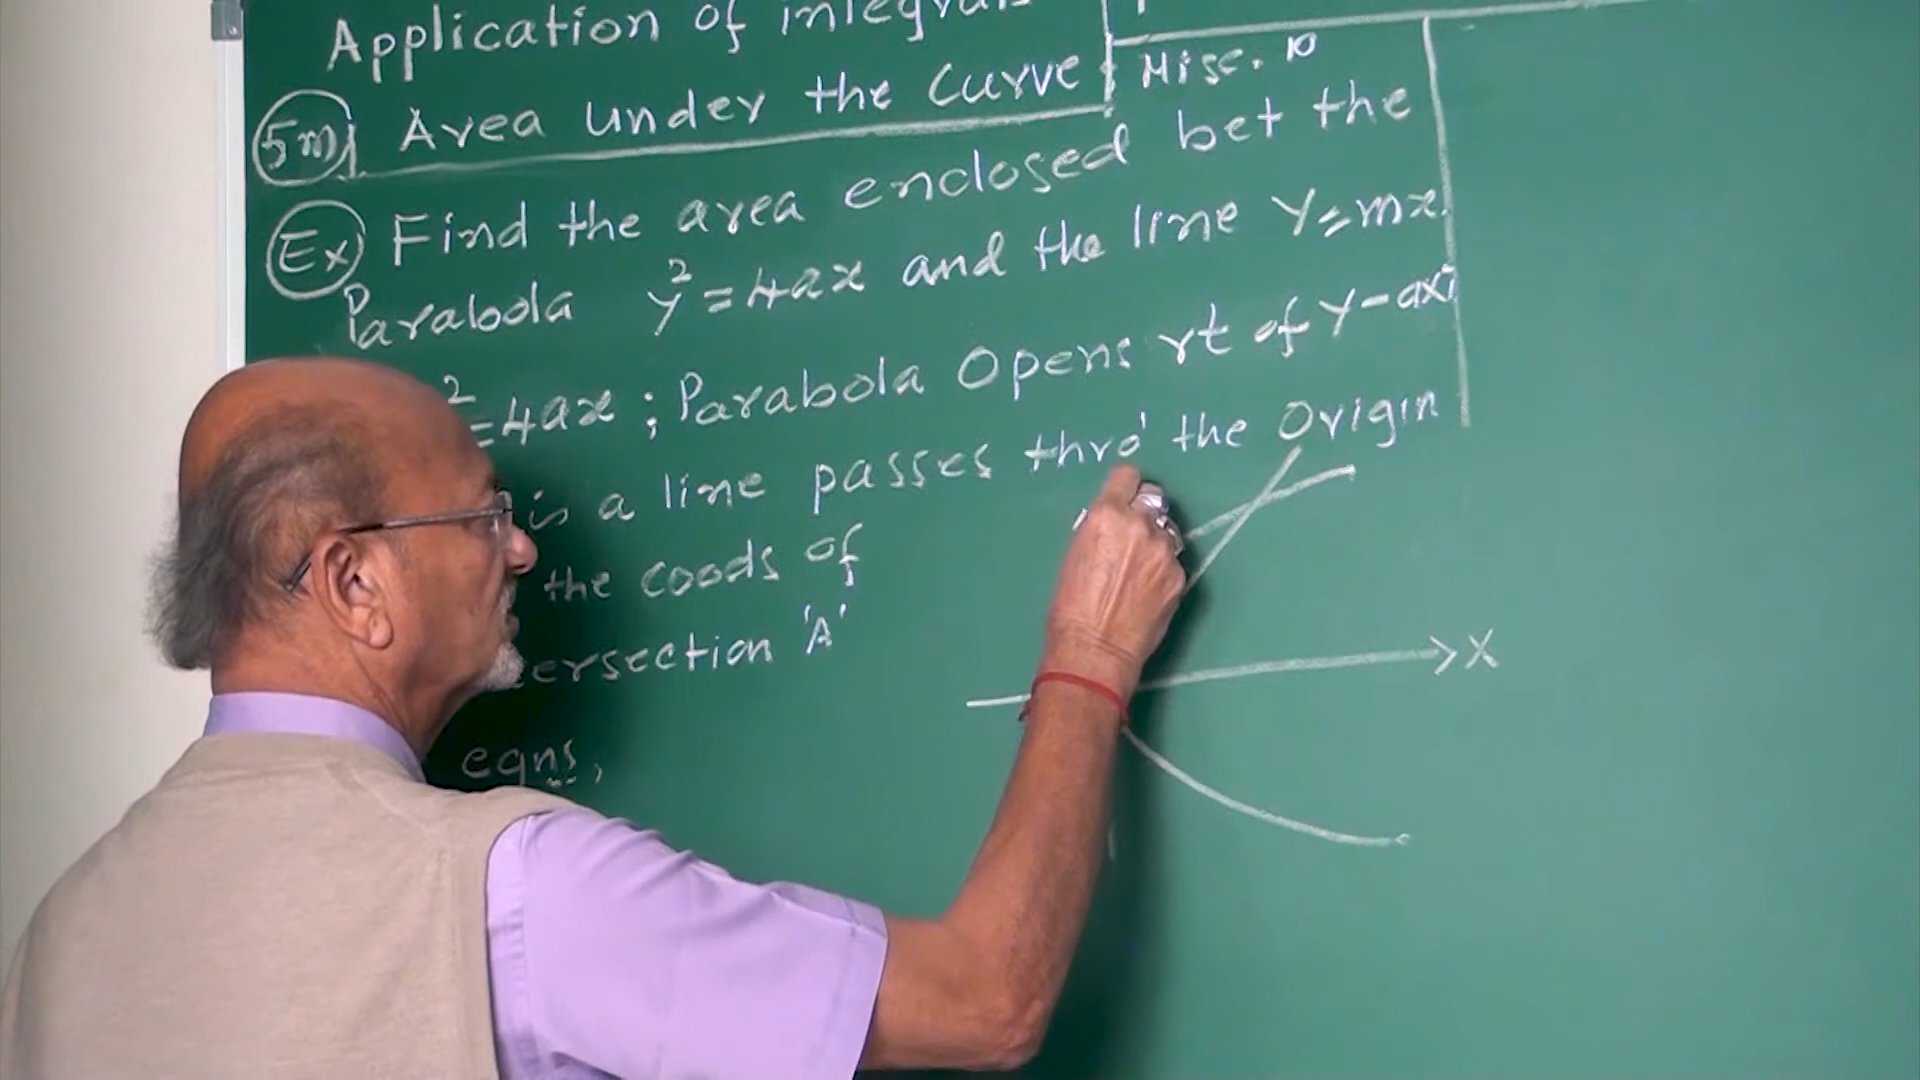 Application of integrals
Misc. 10
5m Area under the Curve
Ex Find the area enclosed bet the
Parabola y²=4ax and the line Y=mx.
²=4ax ; Parabola Opens rt of Y-axi
is a line passes thro' the Origin
the coods of
ersection 'A'
eqns,
X